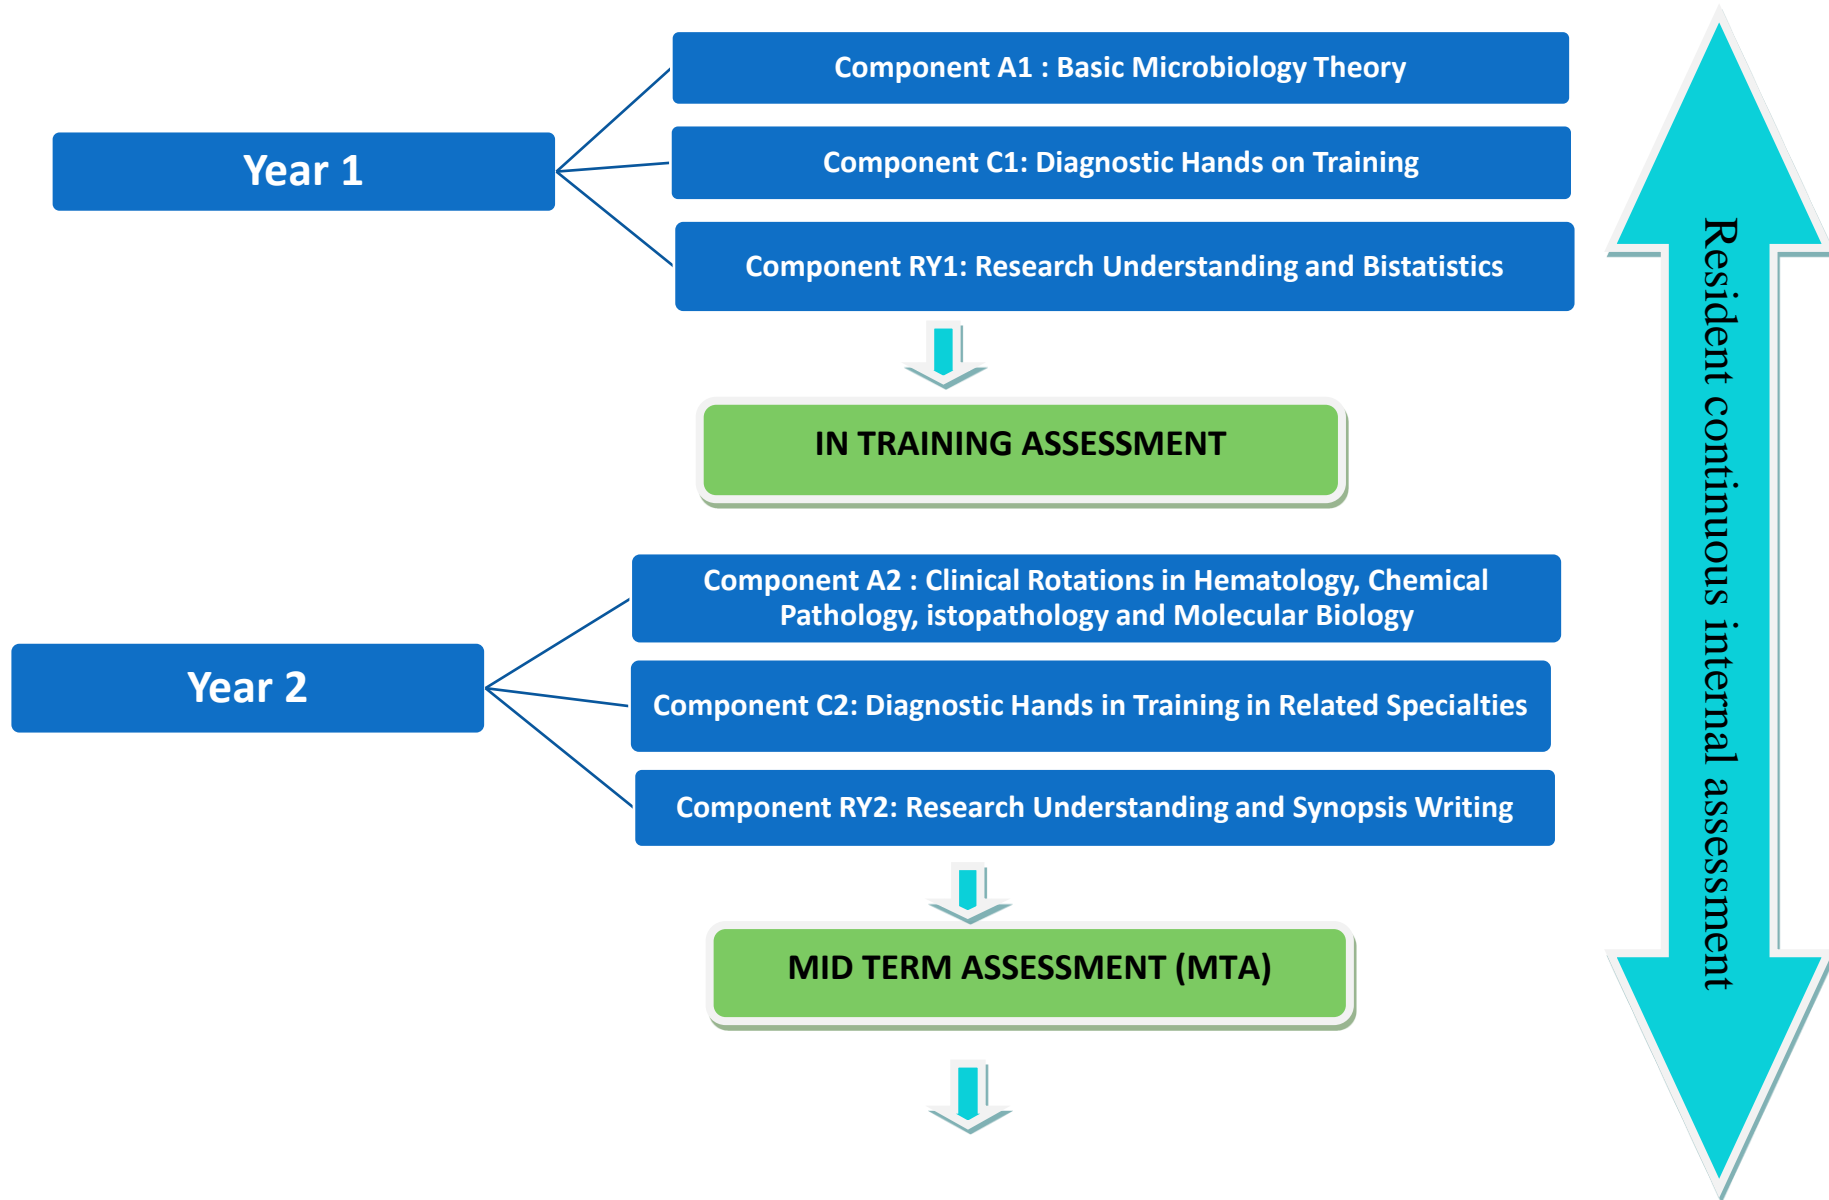 Component A1 : Basic Microbiology Theory
Year 1
Component C1: Diagnostic Hands on Training
Component RY1: Research Understanding and Bistatistics
IN TRAINING ASSESSMENT
Component A2 : Clinical Rotations in Hematology, Chemical
Pathology, istopathology and Molecular Biology
Year 2
Component C2: Diagnostic Hands in Training in Related Specialties
Component RY2: Research Understanding and Synopsis Writing
MID TERM ASSESSMENT (MTA)
Resident continuous internal assessment